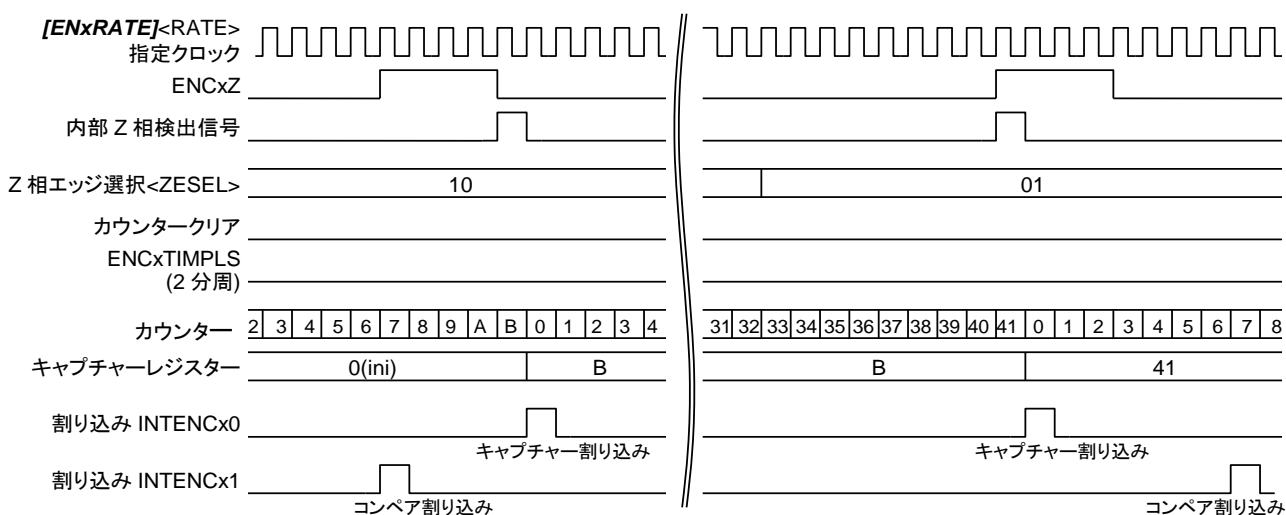 [ENxRATE]<RATE>
指定クロック
ENCxZ
内部 Z 相検出信号
Z 相エッジ選択<ZESEL> 10 01
カウンタークリア
ENCxTIMPLS
(2 分周)
カウンター 2 3 4 5 6 7 8 9 A B 0 1 2 3 4 31 32 33 34 35 36 37 38 39 40 41 0 1 2 3 4 5 6 7 8
キャプチャーレジスター 0(ini) B B 41
割り込み INTENCx0
キャプチャー割り込み キャプチャー割り込み
割り込み INTENCx1
コンペア割り込み コンペア割り込み